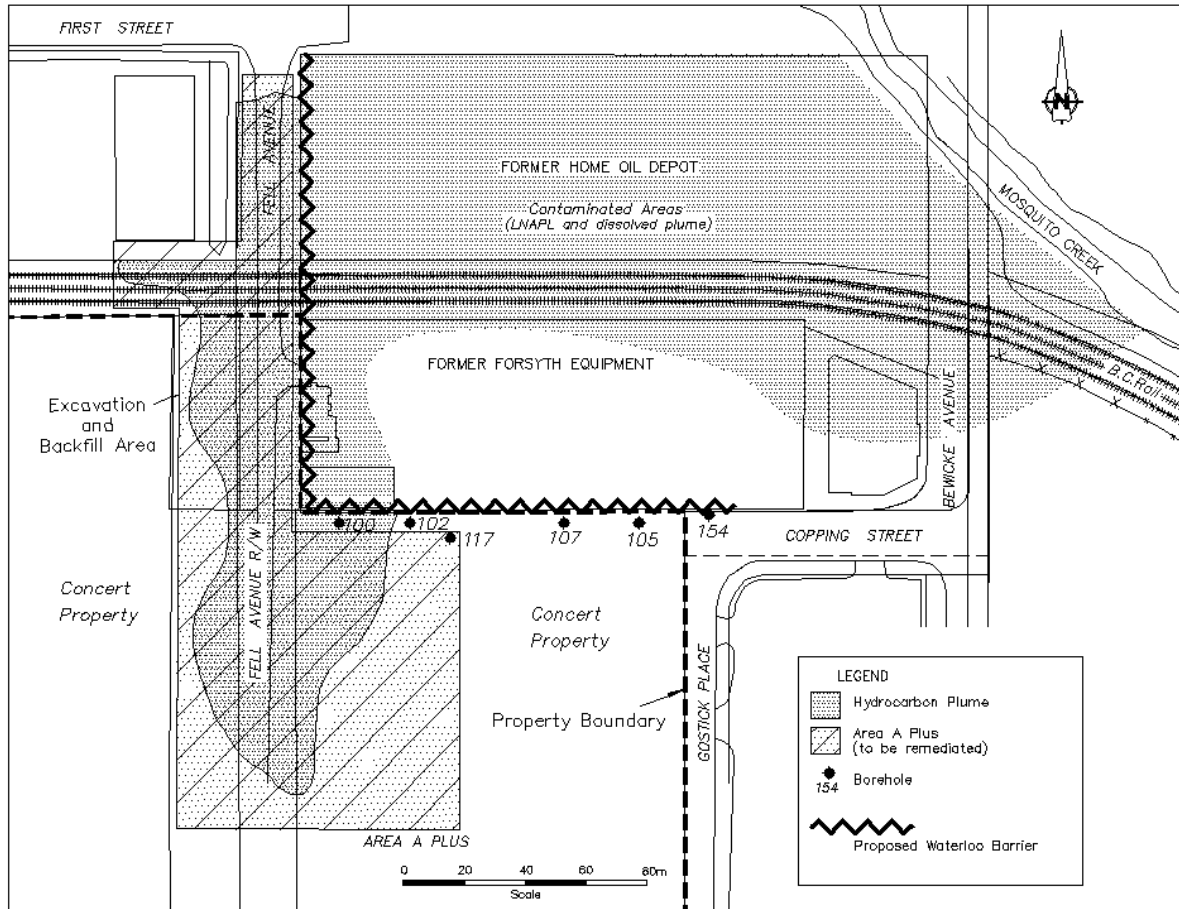 FIRST STREET
FELL AVENUE
N
FORMER HOME OIL DEPOT
Contaminated Areas
(LNAPL and dissolved plume)
MOSQUITO CREEK
B.C.Rail
FORMER FORSYTH EQUIPMENT
Excavation
and
Backfill Area
BEWICKE AVENUE
100
102
117
107
105
154
COPPING STREET
Concert
Property
FELL AVENUE R/W
Concert
Property
Property Boundary
GOSTICK PLACE
AREA A PLUS
0 20 40 60 80m
Scale
LEGEND
Hydrocarbon Plume
Area A Plus
(to be remediated)
154 Borehole
Proposed Waterloo Barrier